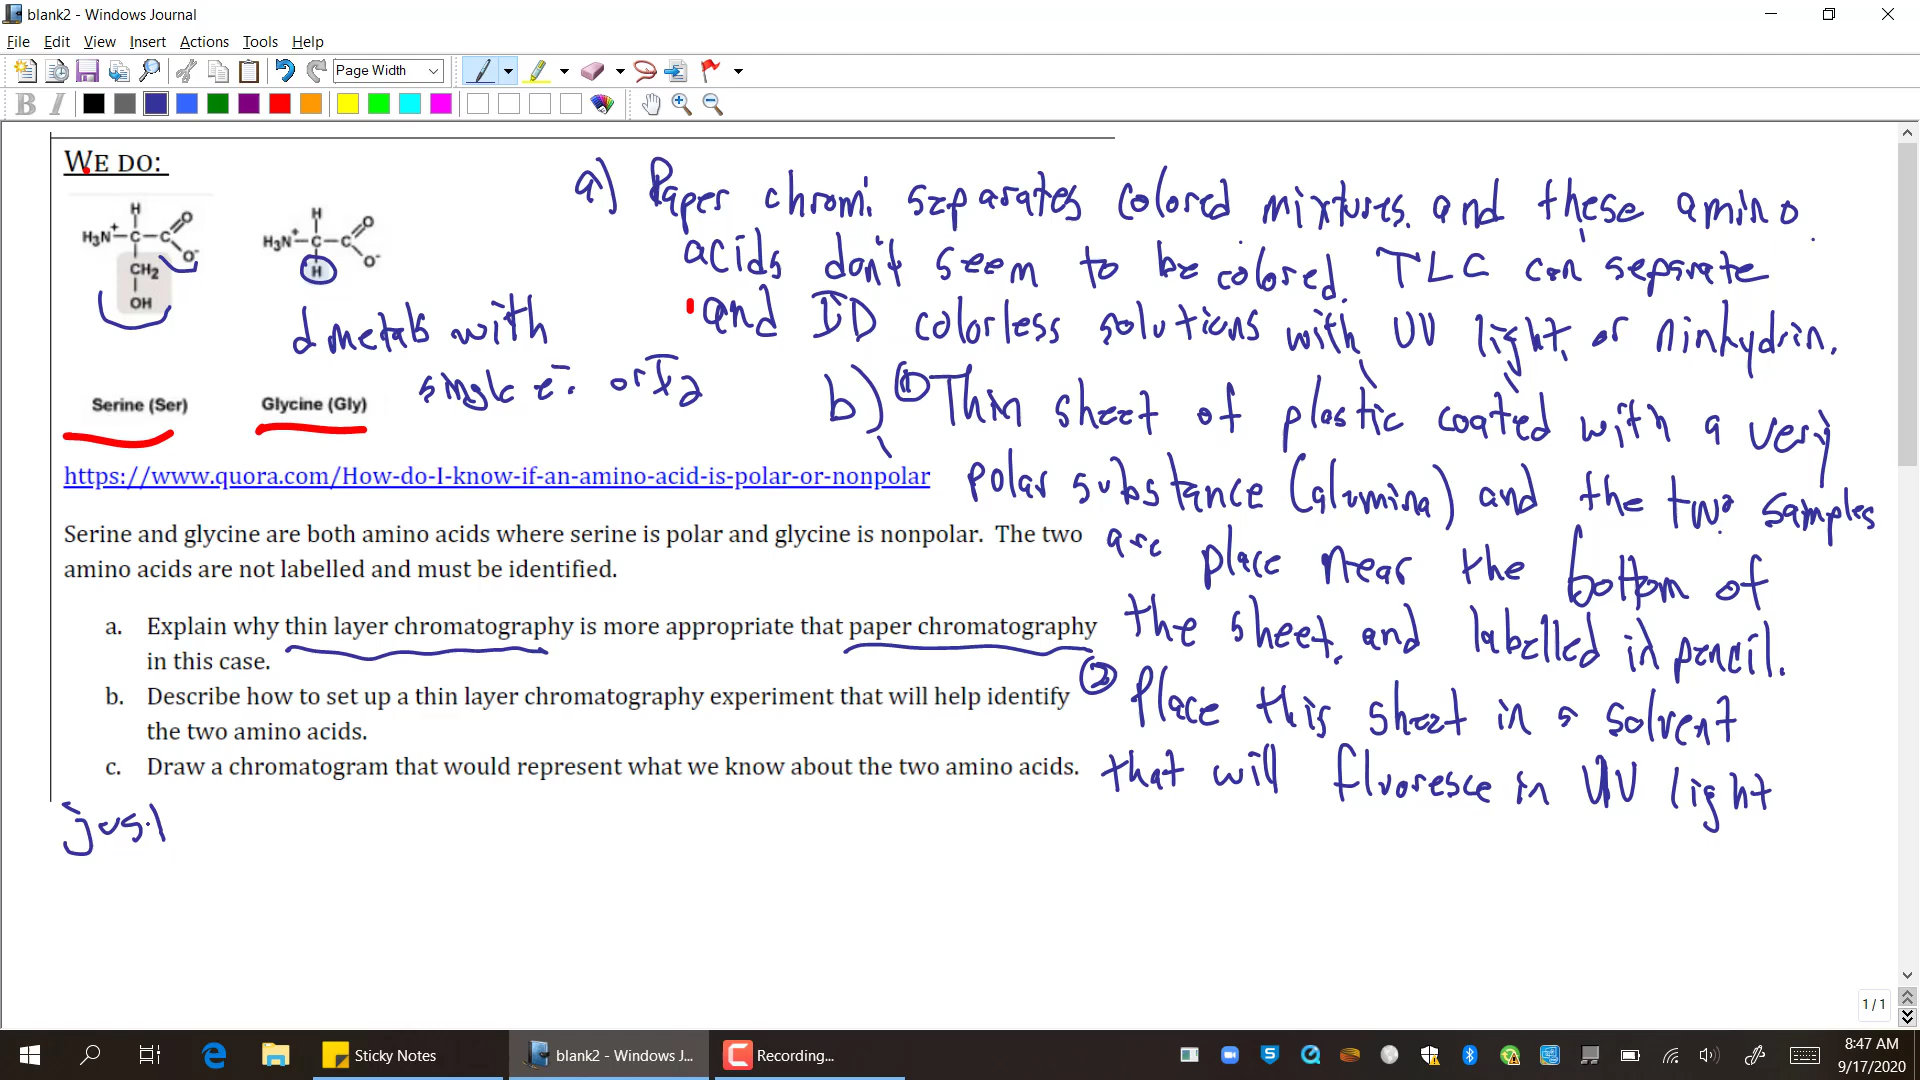 blank2 - Windows Journal
File Edit View Insert Actions Tools Help
Page Width
B I
WE DO:
H
H₃N⁺ C C O
O⁻
CH₂
OH
H
H₃N⁺ C C O
O⁻
H
Serine (Ser)
Glycine (Gly)
d metals with
single e⁻. or I₂
https://www.quora.com/How-do-I-know-if-an-amino-acid-is-polar-or-nonpolar
Serine and glycine are both amino acids where serine is polar and glycine is nonpolar. The two
amino acids are not labelled and must be identified.
a. Explain why thin layer chromatography is more appropriate that paper chromatography
in this case.
b. Describe how to set up a thin layer chromatography experiment that will help identify
the two amino acids.
c. Draw a chromatogram that would represent what we know about the two amino acids.
a) Paper chrom. separates colored mixtures. and these amino
acids don't seem to be colored. TLC can separate
and ID colorless solutions with UV light, or ninhydrin.
b) ① Thin sheet of plastic coated with a very
polar substance (alumina) and the two samples
are place near the bottom of
the sheet. and labelled in pencil.
② Place this sheet in a solvent
that will fluoresce in UV light
1/1
Sticky Notes
blank2 - Windows J...
Recording...
8:47 AM
9/17/2020